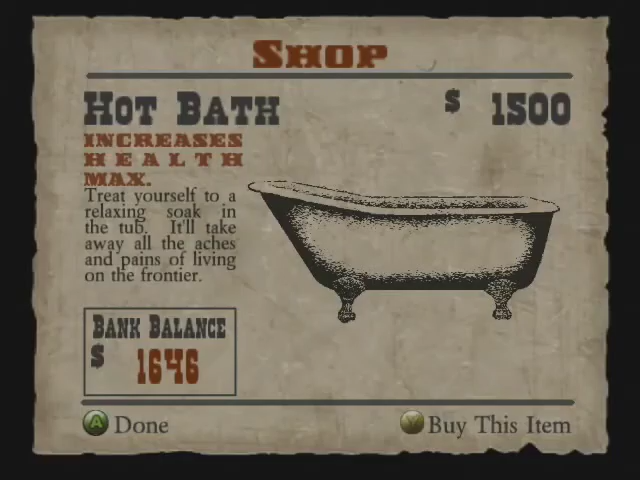 SHOP
HOT BATH $ 1500
INCREASES
HEALTH
MAX.
Treat yourself to a
relaxing soak in
the tub. It'll take
away all the aches
and pains of living
on the frontier.
BANK BALANCE
$ 1646
A Done Y Buy This Item